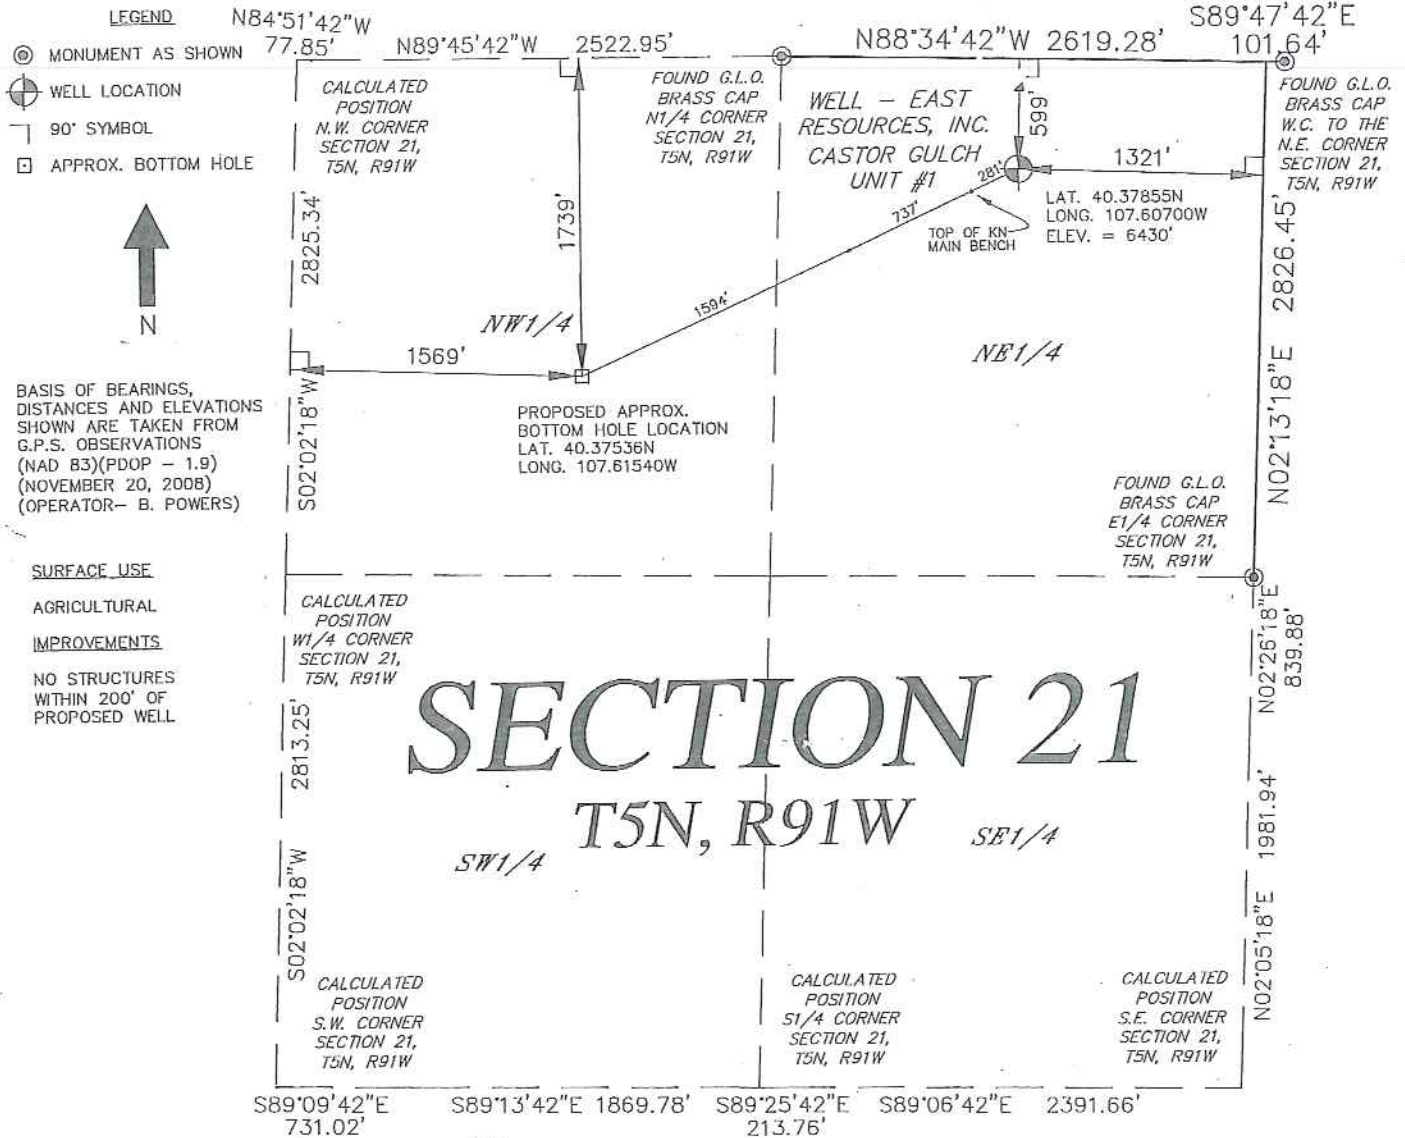 LEGEND
MONUMENT AS SHOWN
WELL LOCATION
90° SYMBOL
APPROX. BOTTOM HOLE
N
BASIS OF BEARINGS,
DISTANCES AND ELEVATIONS
SHOWN ARE TAKEN FROM
G.P.S. OBSERVATIONS
(NAD 83)(PDOP – 1.9)
(NOVEMBER 20, 2008)
(OPERATOR– B. POWERS)
SURFACE USE
AGRICULTURAL
IMPROVEMENTS
NO STRUCTURES
WITHIN 200' OF
PROPOSED WELL
N84°51'42"W
77.85'
N89°45'42"W 2522.95'
N88°34'42"W 2619.28'
S89°47'42"E
101.64'
CALCULATED
POSITION
N.W. CORNER
SECTION 21,
T5N, R91W
FOUND G.L.O.
BRASS CAP
N1/4 CORNER
SECTION 21,
T5N, R91W
WELL – EAST
RESOURCES, INC.
CASTOR GULCH
UNIT #1
599'
1321'
FOUND G.L.O.
BRASS CAP
W.C. TO THE
N.E. CORNER
SECTION 21,
T5N, R91W
281'
737'
1594'
TOP OF KN
MAIN BENCH
LAT. 40.37855N
LONG. 107.60700W
ELEV. = 6430'
2825.34'
S02°02'18"W
1739'
1569'
NW1/4
NE1/4
2826.45'
N02°13'18"E
PROPOSED APPROX.
BOTTOM HOLE LOCATION
LAT. 40.37536N
LONG. 107.61540W
FOUND G.L.O.
BRASS CAP
E1/4 CORNER
SECTION 21,
T5N, R91W
CALCULATED
POSITION
W1/4 CORNER
SECTION 21,
T5N, R91W
N02°26'18"E
839.88'
SECTION 21
T5N, R91W
2813.25'
S02°02'18"W
SW1/4
SE1/4
1981.94'
N02°05'18"E
CALCULATED
POSITION
S.W. CORNER
SECTION 21,
T5N, R91W
CALCULATED
POSITION
S1/4 CORNER
SECTION 21,
T5N, R91W
CALCULATED
POSITION
S.E. CORNER
SECTION 21,
T5N, R91W
S89°09'42"E
731.02'
S89°13'42"E 1869.78'
S89°25'42"E
213.76'
S89°06'42"E 2391.66'